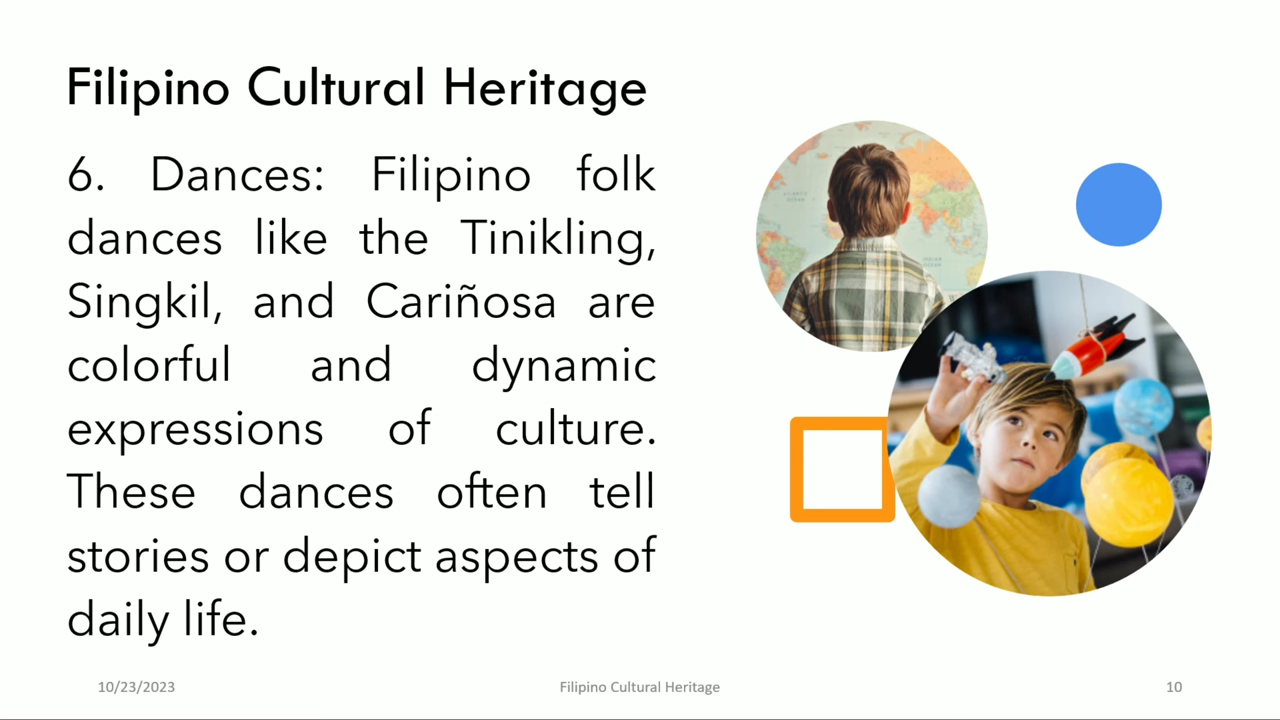 Filipino Cultural Heritage
6. Dances: Filipino folk
dances like the Tinikling,
Singkil, and Cariñosa are
colorful and dynamic
expressions of culture.
These dances often tell
stories or depict aspects of
daily life.
10/23/2023
Filipino Cultural Heritage
10